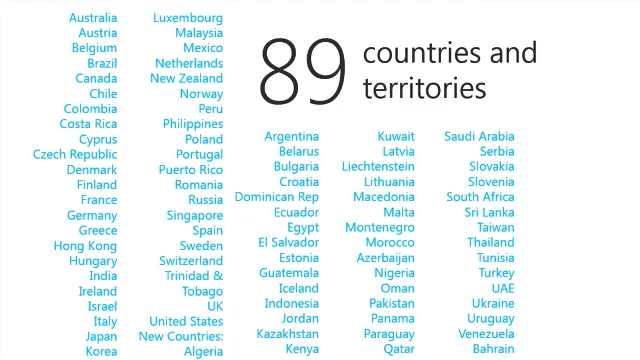 Australia
Austria
Belgium
Brazil
Canada
Chile
Colombia
Costa Rica
Cyprus
Czech Republic
Denmark
Finland
France
Germany
Greece
Hong Kong
Hungary
India
Ireland
Israel
Italy
Japan
Korea
Luxembourg
Malaysia
Mexico
Netherlands
New Zealand
Norway
Peru
Philippines
Poland
Portugal
Puerto Rico
Romania
Russia
Singapore
Spain
Sweden
Switzerland
Trinidad &
Tobago
UK
United States
New Countries:
Algeria
89 countries and
territories
Argentina
Belarus
Bulgaria
Croatia
Dominican Rep
Ecuador
Egypt
El Salvador
Estonia
Guatemala
Iceland
Indonesia
Jordan
Kazakhstan
Kenya
Kuwait
Latvia
Liechtenstein
Lithuania
Macedonia
Malta
Montenegro
Morocco
Azerbaijan
Nigeria
Oman
Pakistan
Panama
Paraguay
Qatar
Saudi Arabia
Serbia
Slovakia
Slovenia
South Africa
Sri Lanka
Taiwan
Thailand
Tunisia
Turkey
UAE
Ukraine
Uruguay
Venezuela
Bahrain